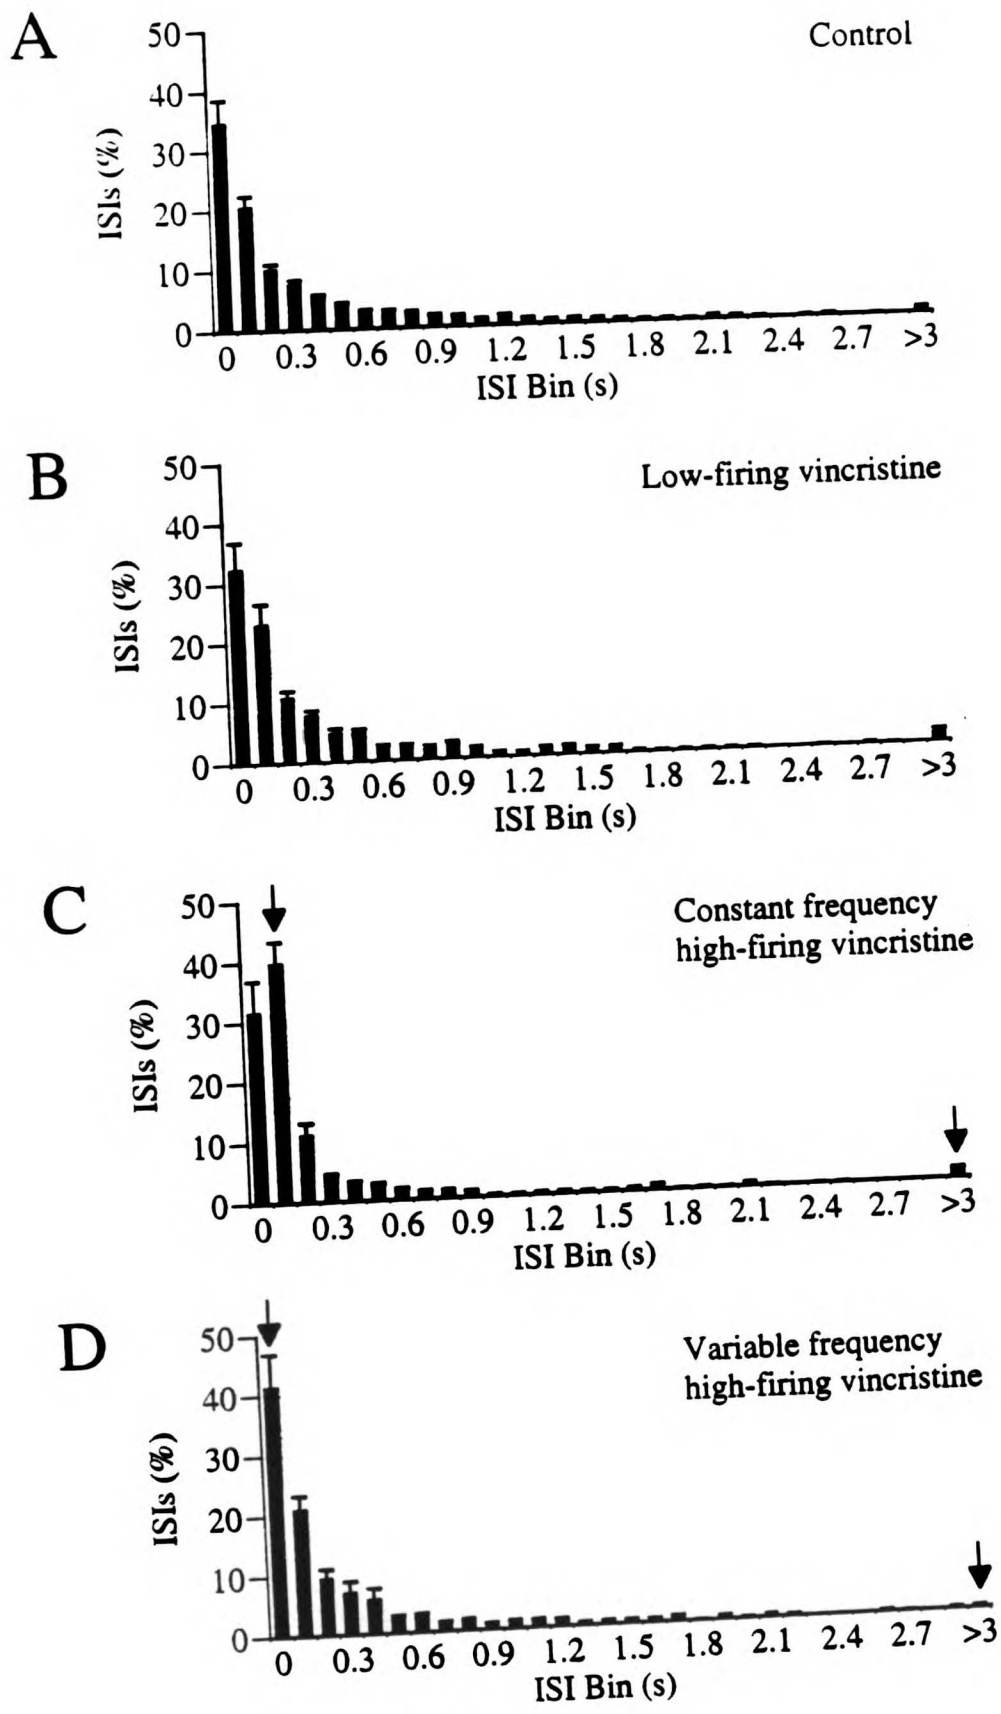 A
Control
50
40
30
20
10
0
ISIs (%)
0 0.3 0.6 0.9 1.2 1.5 1.8 2.1 2.4 2.7 >3
ISI Bin (s)
B
Low-firing vincristine
50
40
30
20
10
0
ISIs (%)
0 0.3 0.6 0.9 1.2 1.5 1.8 2.1 2.4 2.7 >3
ISI Bin (s)
C
Constant frequency
high-firing vincristine
50
40
30
20
10
0
ISIs (%)
0 0.3 0.6 0.9 1.2 1.5 1.8 2.1 2.4 2.7 >3
ISI Bin (s)
D
Variable frequency
high-firing vincristine
50
40
30
20
10
0
ISIs (%)
0 0.3 0.6 0.9 1.2 1.5 1.8 2.1 2.4 2.7 >3
ISI Bin (s)